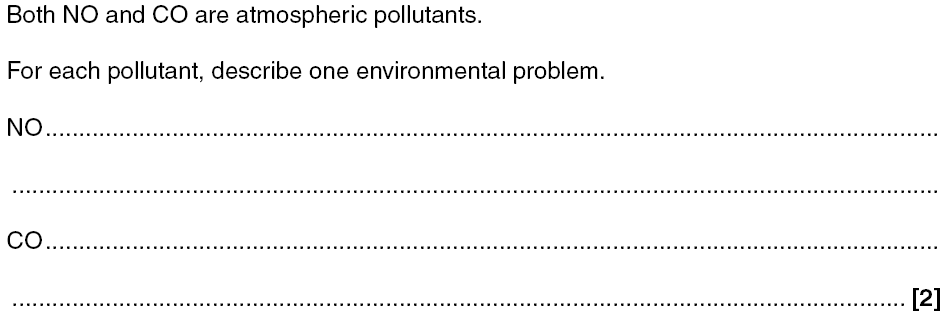 Both NO and CO are atmospheric pollutants.
For each pollutant, describe one environmental problem.
NO....................................................................................................................................
..........................................................................................................................................
CO....................................................................................................................................
..................................................................................................................................... [2]